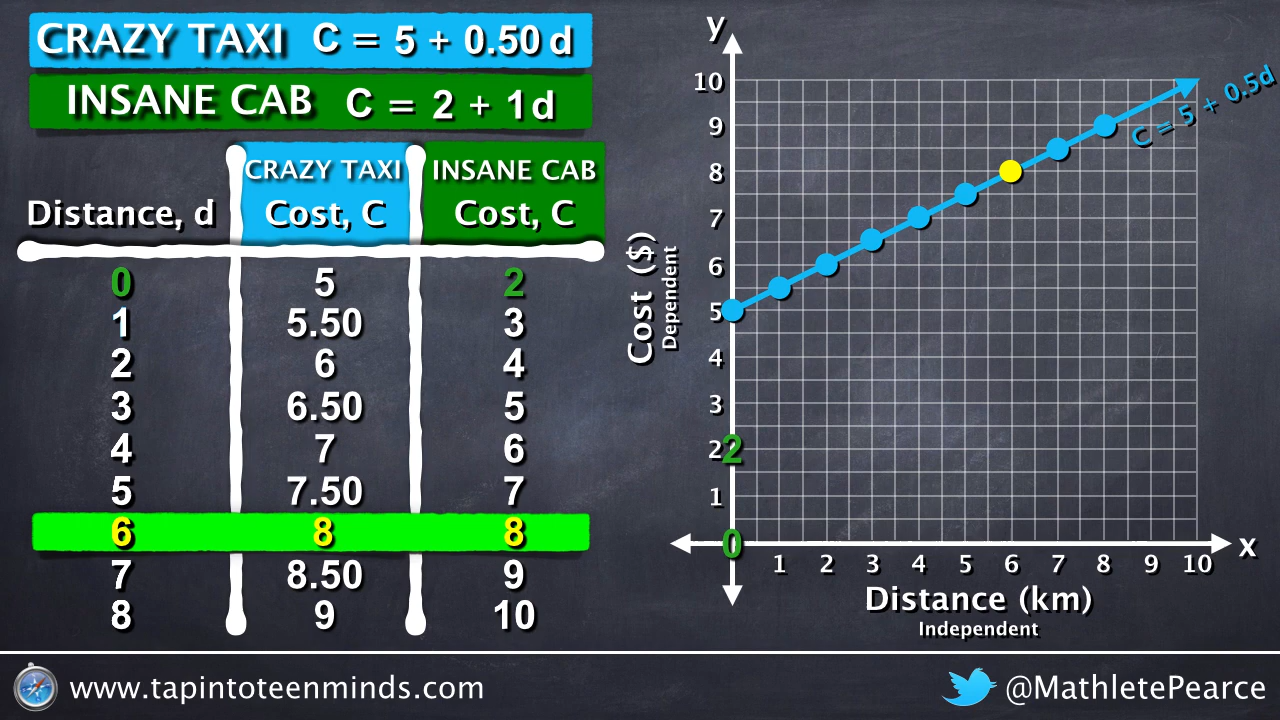 CRAZY TAXI C = 5 + 0.50 d
INSANE CAB C = 2 + 1d
CRAZY TAXI INSANE CAB
Distance, d Cost, C Cost, C
0 5 2
1 5.50 3
2 6 4
3 6.50 5
4 7 6
5 7.50 7
6 8 8
7 8.50 9
8 9 10
y
10
9
8
7
6
5
4
3
2 2
1
0
C = 5 + 0.5d
Cost ($)
Dependent
1 2 3 4 5 6 7 8 9 10
x
Distance (km)
Independent
www.tapintoteenminds.com
@MathletePearce